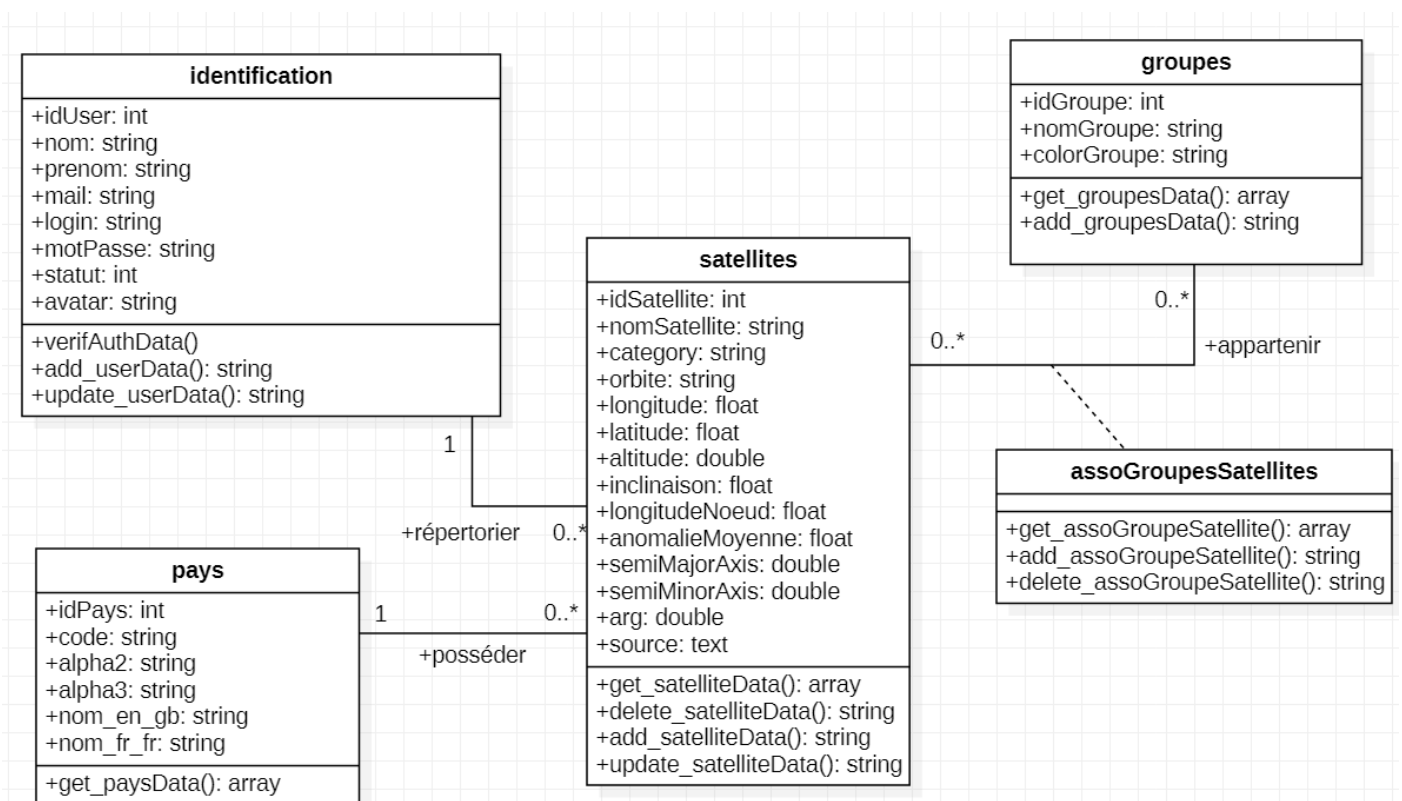 identification
+idUser: int
+nom: string
+prenom: string
+mail: string
+login: string
+motPasse: string
+statut: int
+avatar: string
+verifAuthData()
+add_userData(): string
+update_userData(): string
1
+répertorier
0..*
groupes
+idGroupe: int
+nomGroupe: string
+colorGroupe: string
+get_groupesData(): array
+add_groupesData(): string
0..*
+appartenir
0..*
satellites
+idSatellite: int
+nomSatellite: string
+category: string
+orbite: string
+longitude: float
+latitude: float
+altitude: double
+inclinaison: float
+longitudeNoeud: float
+anomalieMoyenne: float
+semiMajorAxis: double
+semiMinorAxis: double
+arg: double
+source: text
+get_satelliteData(): array
+delete_satelliteData(): string
+add_satelliteData(): string
+update_satelliteData(): string
assoGroupesSatellites
+get_assoGroupeSatellite(): array
+add_assoGroupeSatellite(): string
+delete_assoGroupeSatellite(): string
pays
+idPays: int
+code: string
+alpha2: string
+alpha3: string
+nom_en_gb: string
+nom_fr_fr: string
+get_paysData(): array
1
0..*
+posséder